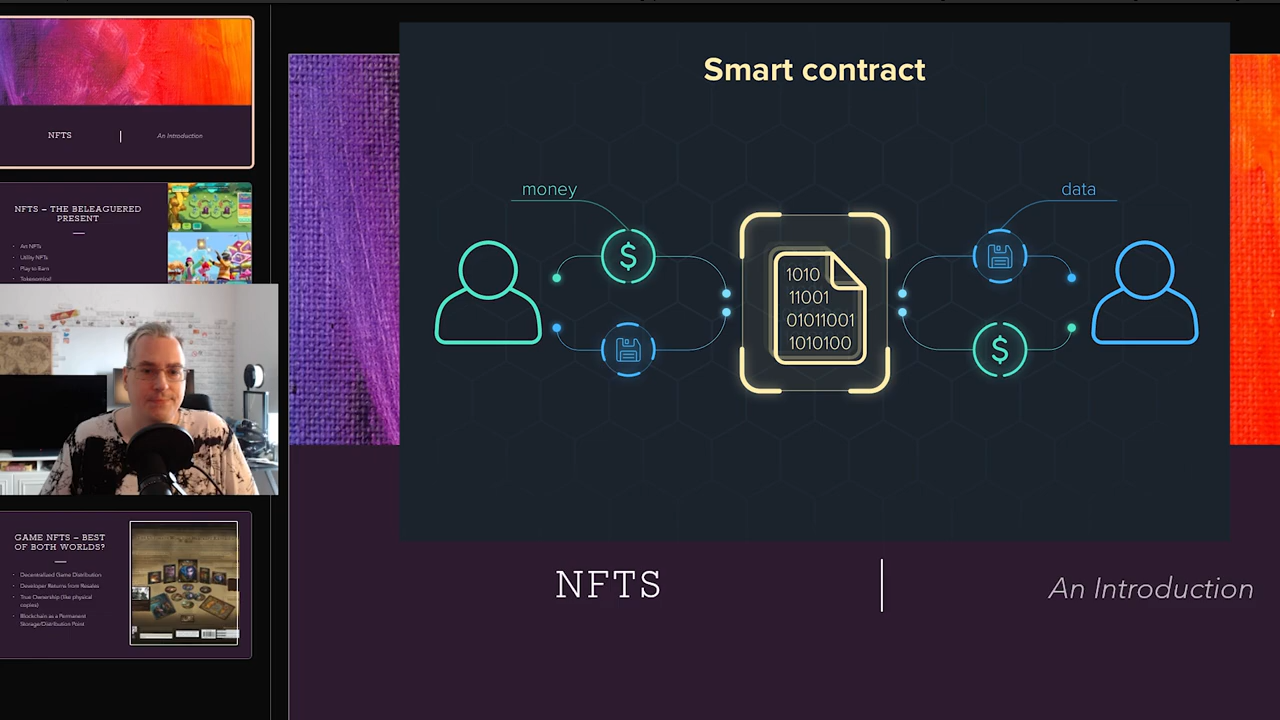 NFTS
An Introduction
NFTS – THE BELEAGUERED
PRESENT
• Art NFTs
• Utility NFTs
• Play to Earn
• Tokenomics!
GAME NFTS – BEST
OF BOTH WORLDS?
• Decentralized Game Distribution
• Developer Returns from Resales
• True Ownership (like physical
copies)
• Blockchain as a Permanent
Storage/Distribution Point
Smart contract
money
data
$
$
1010
11001
01011001
1010100
NFTS
An Introduction